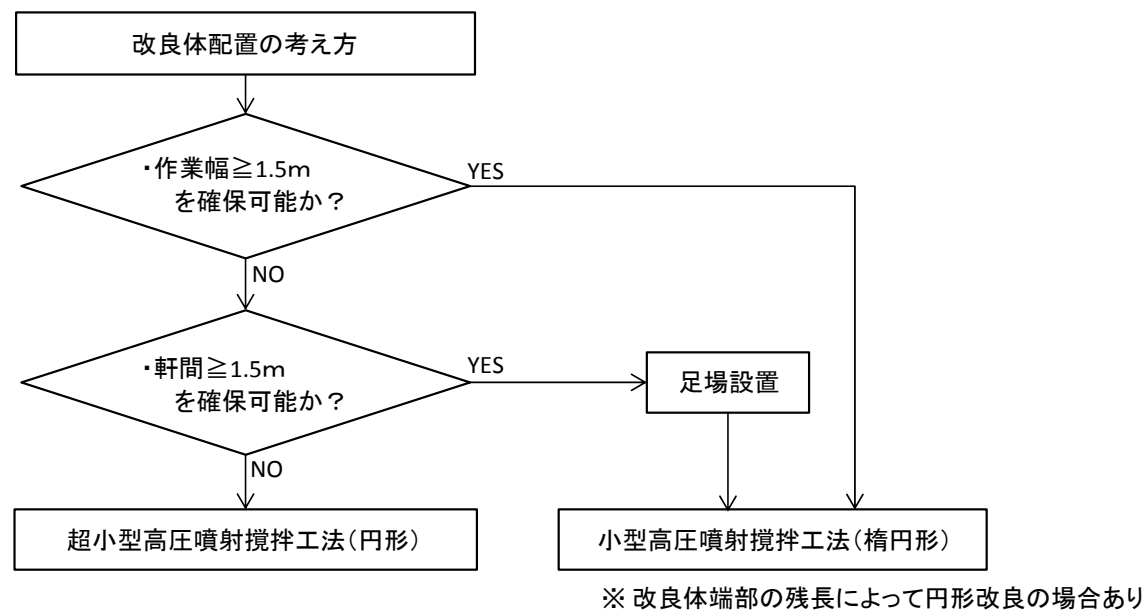 改良体配置の考え方
・作業幅≧1.5m
を確保可能か？
YES
NO
・軒間≧1.5m
を確保可能か？
YES
足場設置
NO
超小型高圧噴射撹拌工法（円形）
小型高圧噴射撹拌工法（楕円形）
※ 改良体端部の残長によって円形改良の場合あり